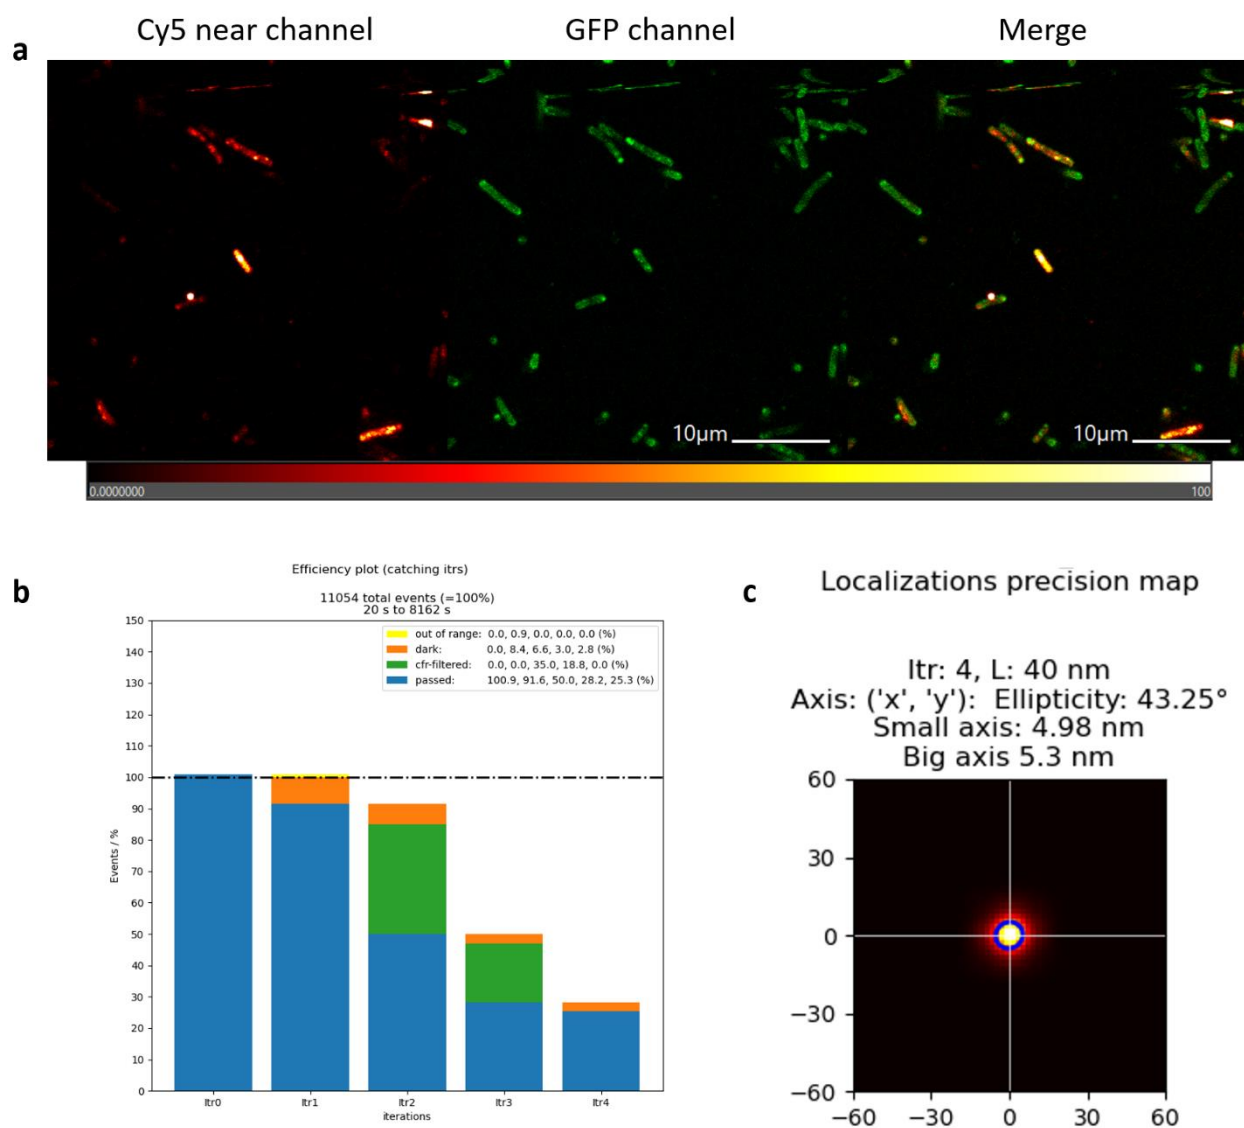 Cy5 near channel
GFP channel
Merge
a
10µm
10µm
0.0000000
100
b
Efficiency plot (catching itrs)
11054 total events (=100%)
20 s to 8162 s
out of range: 0.0, 0.9, 0.0, 0.0, 0.0 (%)
dark: 0.0, 8.4, 6.6, 3.0, 2.8 (%)
cfr-filtered: 0.0, 0.0, 35.0, 18.8, 0.0 (%)
passed: 100.9, 91.6, 50.0, 28.2, 25.3 (%)
150
140
130
120
110
100
90
80
70
60
50
40
30
20
10
0
Events / %
Itr0
Itr1
Itr2
Itr3
Itr4
iterations
c
Localizations precision map
Itr: 4, L: 40 nm
Axis: ('x', 'y'): Ellipticity: 43.25°
Small axis: 4.98 nm
Big axis 5.3 nm
60
30
0
−30
−60
−60
−30
0
30
60